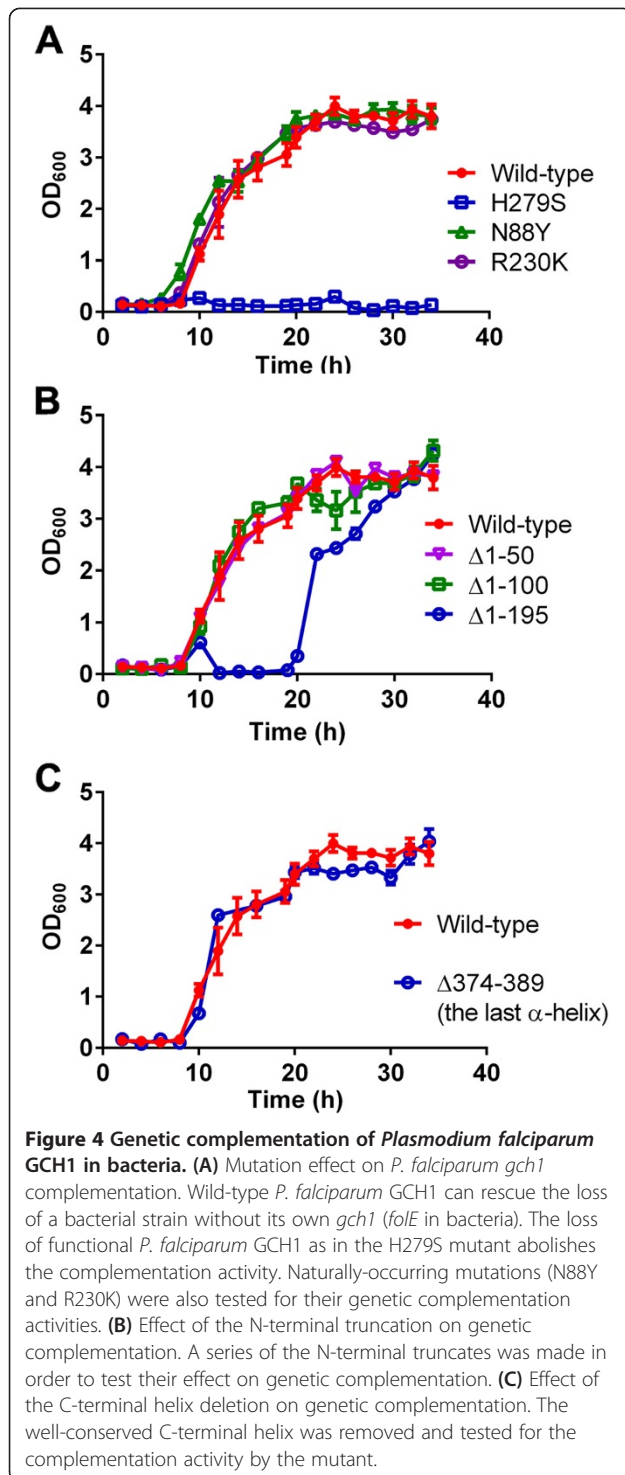 A
OD600
5
4
3
2
1
0
0 10 20 30 40
Time (h)
Wild-type
H279S
N88Y
R230K
B
OD600
5
4
3
2
1
0
0 10 20 30 40
Time (h)
Wild-type
Δ1-50
Δ1-100
Δ1-195
C
OD600
5
4
3
2
1
0
0 10 20 30 40
Time (h)
Wild-type
Δ374-389
(the last α-helix)
Figure 4 Genetic complementation of Plasmodium falciparum
GCH1 in bacteria. (A) Mutation effect on P. falciparum gch1
complementation. Wild-type P. falciparum GCH1 can rescue the loss
of a bacterial strain without its own gch1 (folE in bacteria). The loss
of functional P. falciparum GCH1 as in the H279S mutant abolishes
the complementation activity. Naturally-occurring mutations (N88Y
and R230K) were also tested for their genetic complementation
activities. (B) Effect of the N-terminal truncation on genetic
complementation. A series of the N-terminal truncates was made in
order to test their effect on genetic complementation. (C) Effect of
the C-terminal helix deletion on genetic complementation. The
well-conserved C-terminal helix was removed and tested for the
complementation activity by the mutant.